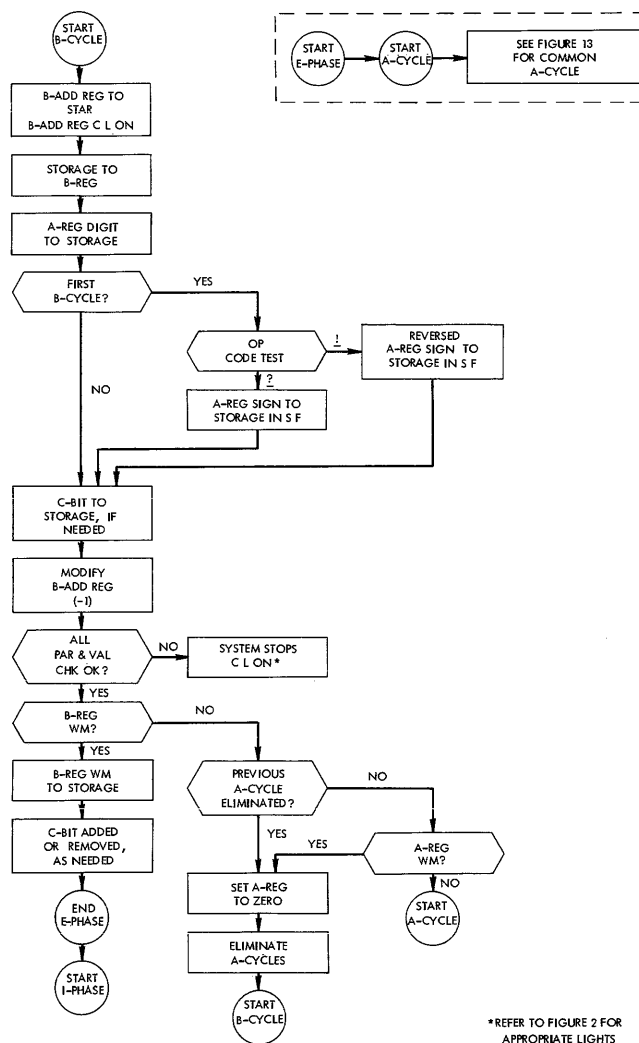 START
B-CYCLE
START
E-PHASE
START
A-CYCLE
SEE FIGURE 13
FOR COMMON
A-CYCLE
B-ADD REG TO
STAR
B-ADD REG C L ON
STORAGE TO
B-REG
A-REG DIGIT
TO STORAGE
FIRST
B-CYCLE?
YES
NO
OP
CODE TEST
!
?
REVERSED
A-REG SIGN TO
STORAGE IN S F
A-REG SIGN TO
STORAGE IN S F
C-BIT TO
STORAGE, IF
NEEDED
MODIFY
B-ADD REG
(-1)
ALL
PAR & VAL
CHK OK?
NO
SYSTEM STOPS
C L ON*
YES
B-REG
WM?
NO
YES
B-REG WM
TO STORAGE
PREVIOUS
A-CYCLE
ELIMINATED?
NO
YES
C-BIT ADDED
OR REMOVED,
AS NEEDED
YES
A-REG
WM?
NO
SET A-REG
TO ZERO
START
A-CYCLE
END
E-PHASE
ELIMINATE
A-CYCLES
START
I-PHASE
START
B-CYCLE
*REFER TO FIGURE 2 FOR
APPROPRIATE LIGHTS